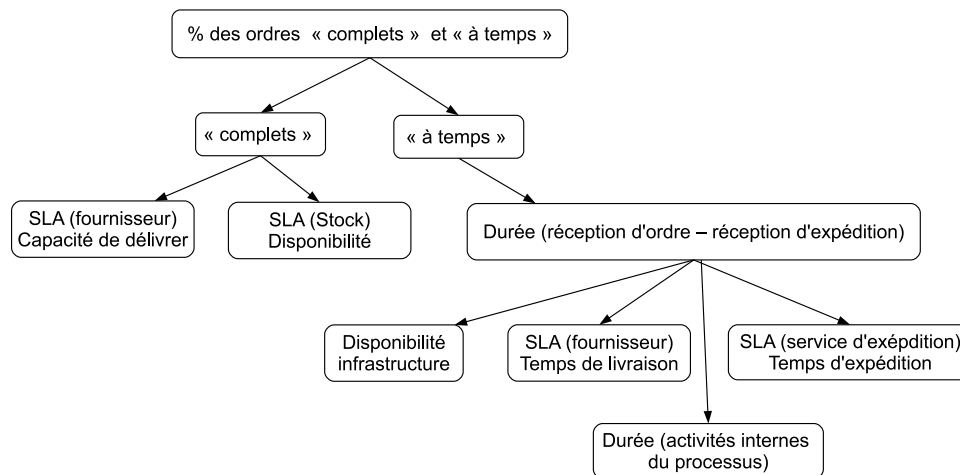 % des ordres « complets » et « à temps »
« complets »
« à temps »
SLA (fournisseur)
Capacité de délivrer
SLA (Stock)
Disponibilité
Durée (réception d'ordre – réception d'expédition)
Disponibilité
infrastructure
SLA (fournisseur)
Temps de livraison
SLA (service d'exépdition)
Temps d'expédition
Durée (activités internes
du processus)